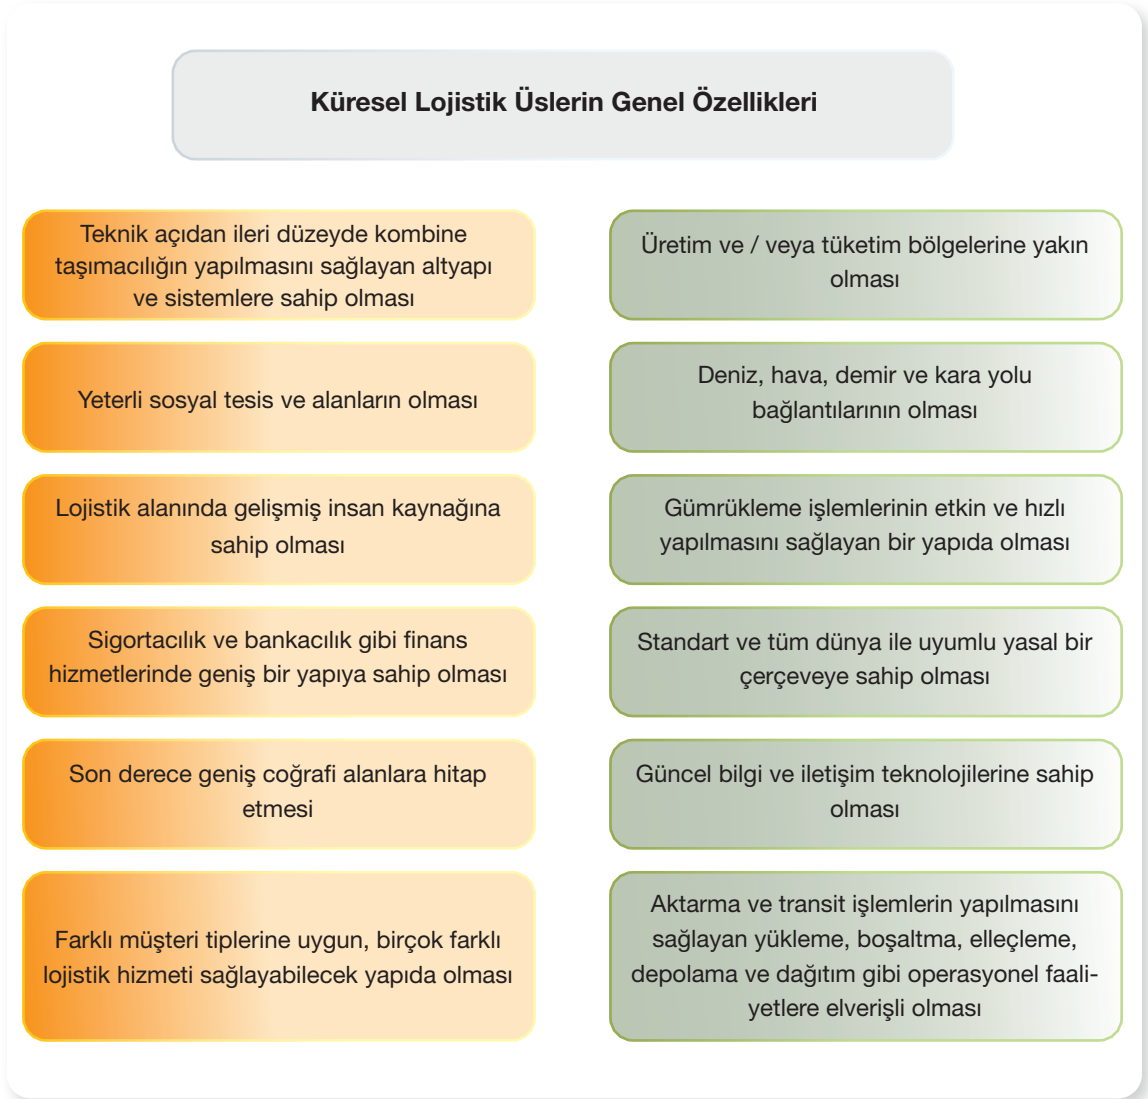 Küresel Lojistik Üslerin Genel Özellikleri
Teknik açıdan ileri düzeyde kombine
taşımacılığın yapılmasını sağlayan altyapı
ve sistemlere sahip olması
Üretim ve / veya tüketim bölgelerine yakın
olması
Yeterli sosyal tesis ve alanların olması
Deniz, hava, demir ve kara yolu
bağlantılarının olması
Lojistik alanında gelişmiş insan kaynağına
sahip olması
Gümrükleme işlemlerinin etkin ve hızlı
yapılmasını sağlayan bir yapıda olması
Sigortacılık ve bankacılık gibi finans
hizmetlerinde geniş bir yapıya sahip olması
Standart ve tüm dünya ile uyumlu yasal bir
çerçeveye sahip olması
Son derece geniş coğrafi alanlara hitap
etmesi
Güncel bilgi ve iletişim teknolojilerine sahip
olması
Farklı müşteri tiplerine uygun, birçok farklı
lojistik hizmeti sağlayabilecek yapıda olması
Aktarma ve transit işlemlerin yapılmasını
sağlayan yükleme, boşaltma, elleçleme,
depolama ve dağıtım gibi operasyonel faali-
yetlere elverişli olması